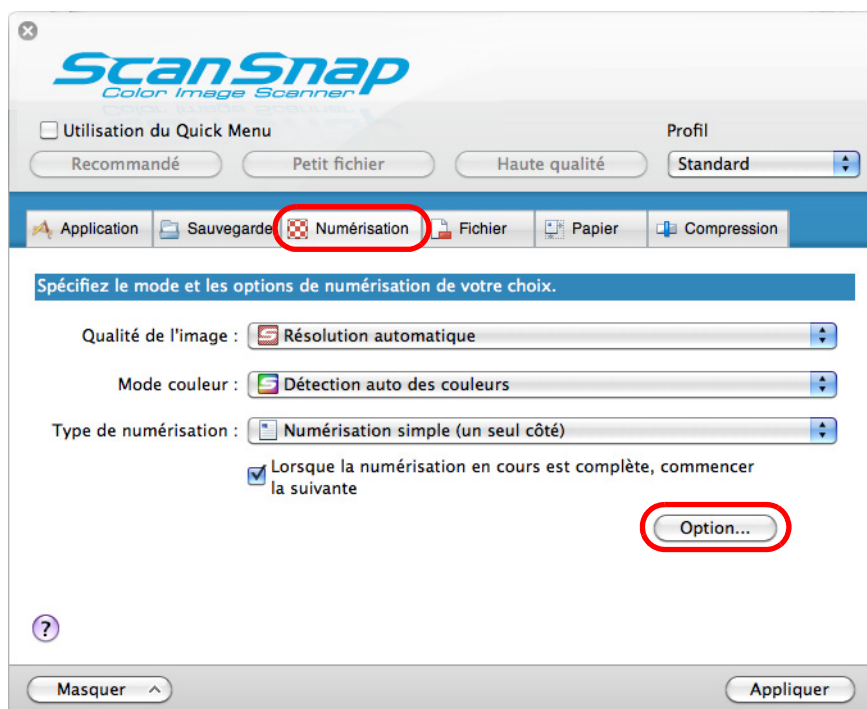 ScanSnap
Color Image Scanner
Utilisation du Quick Menu
Profil
Recommandé
Petit fichier
Haute qualité
Standard
Application
Sauvegarde
Numérisation
Fichier
Papier
Compression
Spécifiez le mode et les options de numérisation de votre choix.
Qualité de l'image : Résolution automatique
Mode couleur : Détection auto des couleurs
Type de numérisation : Numérisation simple (un seul côté)
Lorsque la numérisation en cours est complète, commencer
la suivante
Option...
?
Masquer
Appliquer